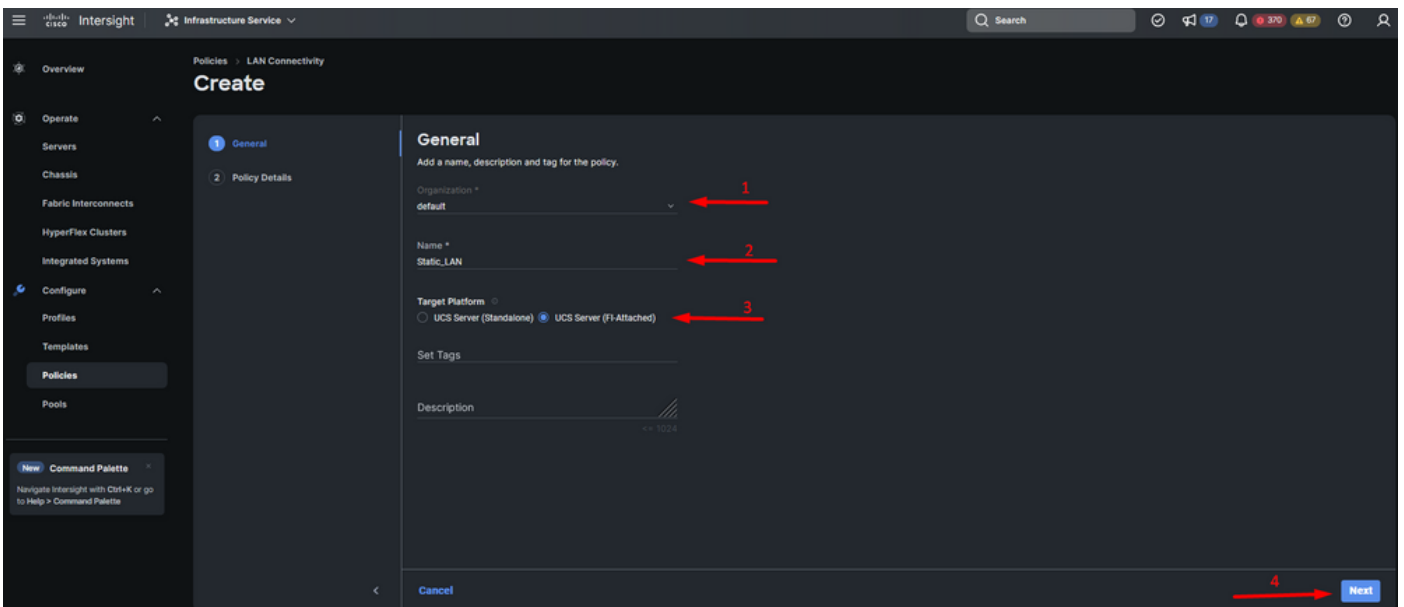 cisco Intersight Infrastructure Service Search 17 370 67
Overview
Operate
Servers
Chassis
Fabric Interconnects
HyperFlex Clusters
Integrated Systems
Configure
Profiles
Templates
Policies
Pools
New Command Palette
Navigate Intersight with Ctrl+K or go
to Help > Command Palette
Policies > LAN Connectivity
Create
1 General
2 Policy Details
General
Add a name, description and tag for the policy.
Organization *
default
1
Name *
Static_LAN
2
Target Platform
UCS Server (Standalone) UCS Server (FI-Attached)
3
Set Tags
Description
<= 1024
Cancel
4
Next